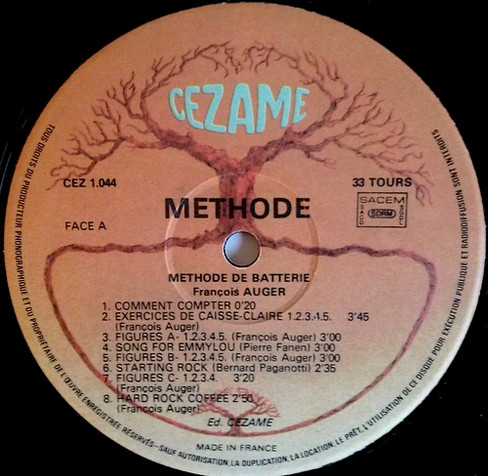 CEZAME
CEZ 1.044
33 TOURS
METHODE
SACEM
SACD
SDRM
SGDL
FACE A
METHODE DE BATTERIE
François AUGER
1. COMMENT COMPTER 0'20
2. EXERCICES DE CAISSE-CLAIRE 1.2.3.4.5. 3'45
(François Auger)
3. FIGURES A- 1.2.3.4.5. (François Auger) 3'00
4. SONG FOR EMMYLOU (Pierre Fanen) 3'00
5. FIGURES B- 1.2.3.4.5. (François Auger) 3'00
6. STARTING ROCK (Bernard Paganotti) 2'35
7. FIGURES C- 1.2.3.4. 3'20
(François Auger)
8. HARD ROCK COFFEE 2'50
(François Auger)
Ed. CEZAME
MADE IN FRANCE
TOUS DROITS DU PRODUCTEUR PHONOGRAPHIQUE ET DU PROPRIETAIRE DE L'ŒUVRE ENREGISTRÉE RÉSERVÉS-SAUF AUTORISATION, LA DUPLICATION, LA LOCATION, LE PRÊT, L'UTILISATION DE CE DISQUE POUR EXÉCUTION PUBLIQUE ET RADIODIFFUSION SONT INTERDITS